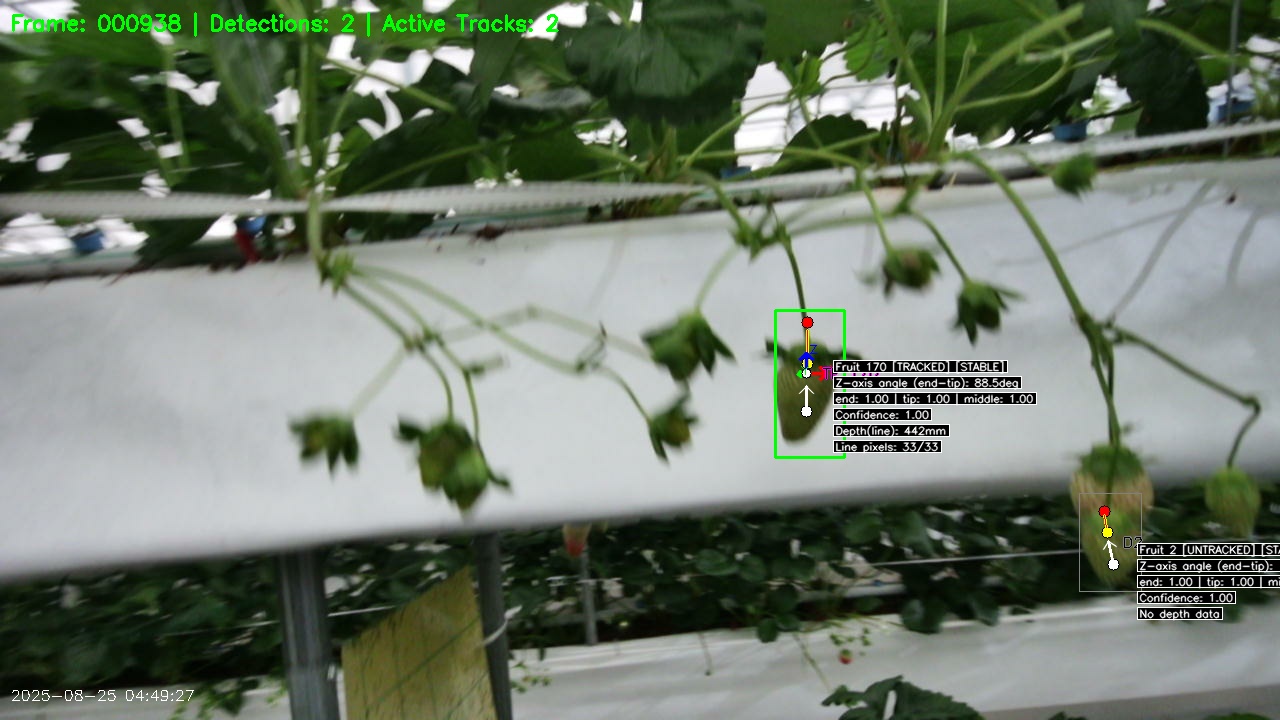 Frame: 000938 | Detections: 2 | Active Tracks: 2
Fruit 170 [TRACKED] [STABLE]
Z-axis angle (end-tip): 88.5deg
end: 1.00 | tip: 1.00 | middle: 1.00
Confidence: 1.00
Depth(line): 442mm
Line pixels: 33/33
Fruit 2 [UNTRACKED] [STA
Z-axis angle (end-tip):
end: 1.00 | tip: 1.00 | mi
Confidence: 1.00
No depth data
2025-08-25 04:49:27